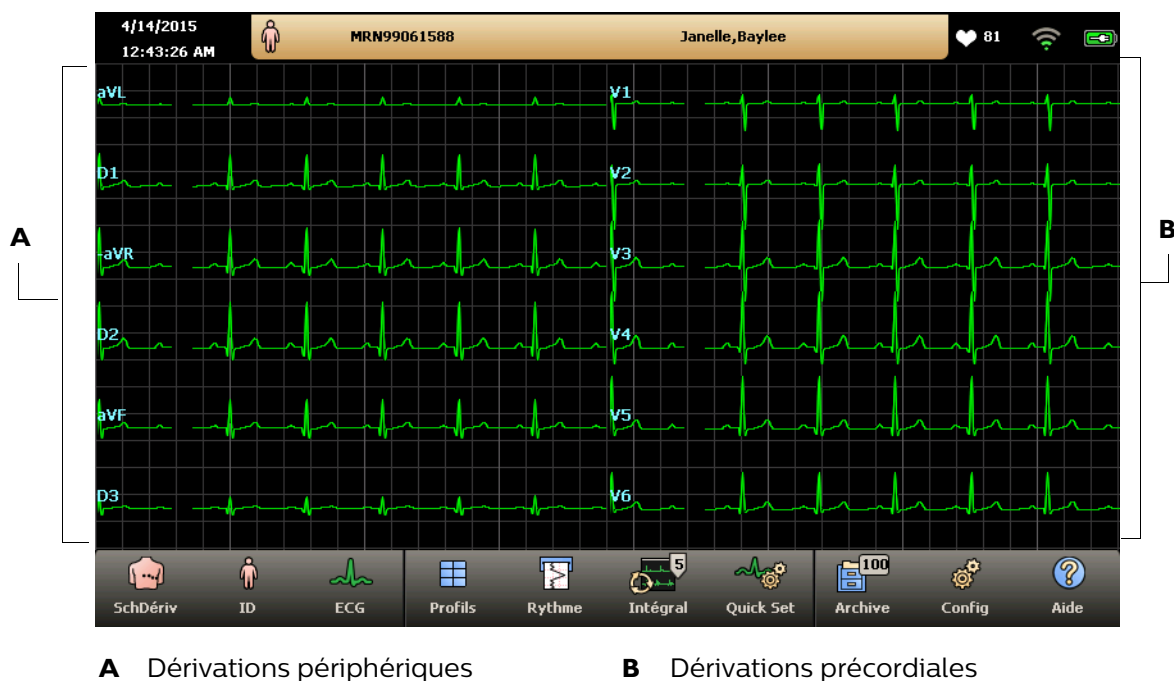 4/14/2015
12:43:26 AM
MRN99061588
Janelle,Baylee
81
A
B
aVL
V1
D1
V2
-aVR
V3
D2
V4
aVF
V5
D3
V6
5
100
SchDériv
ID
ECG
Profils
Rythme
Intégral
Quick Set
Archive
Config
Aide
A Dérivations périphériques
B Dérivations précordiales